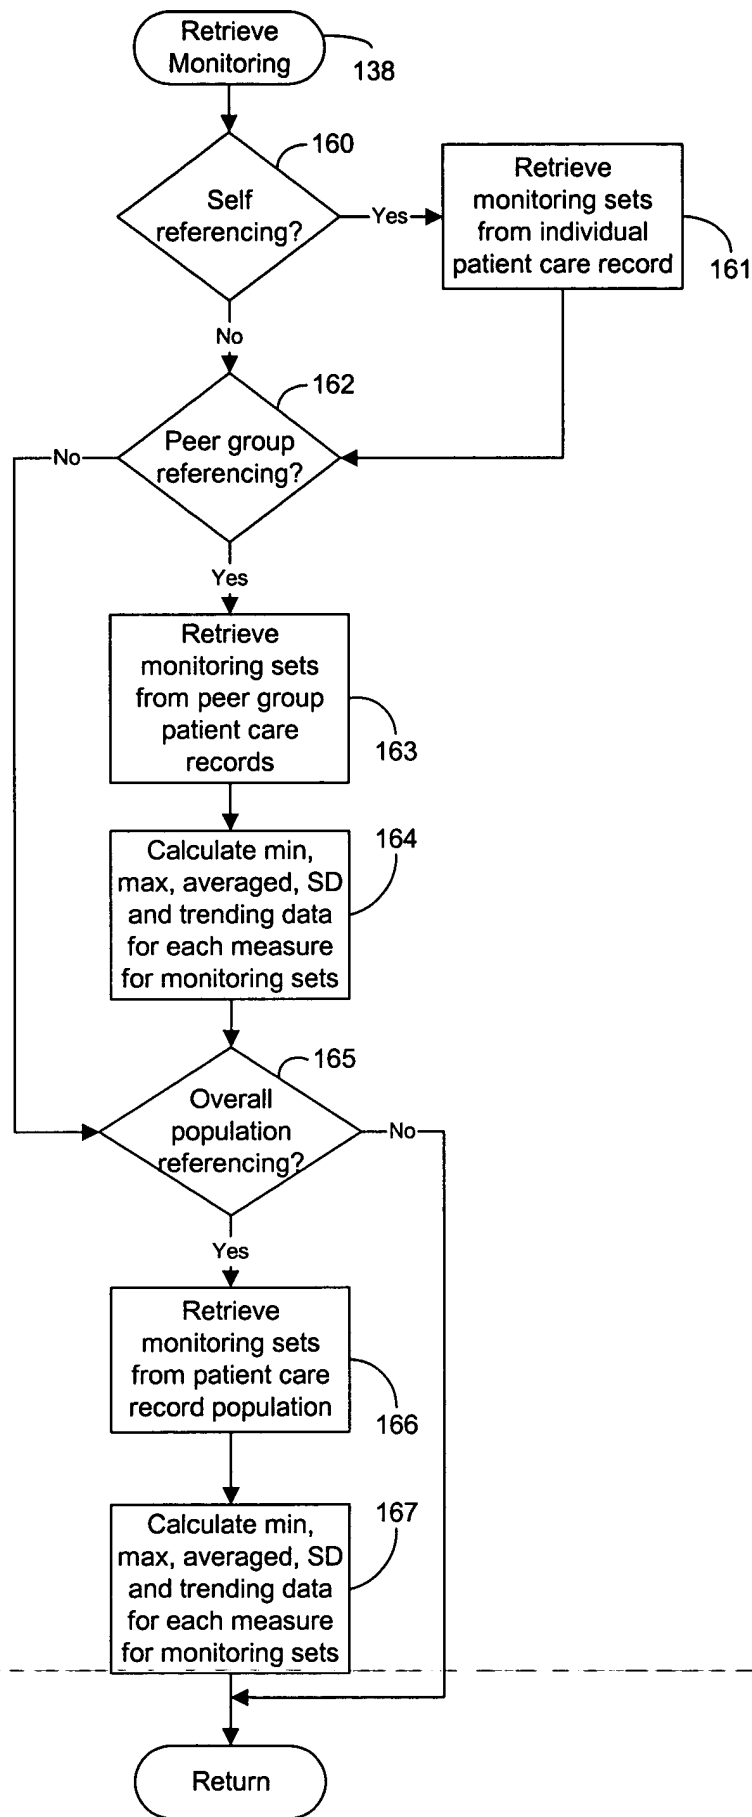 Retrieve
Monitoring
138
160
Self
referencing?
Yes
Retrieve
monitoring sets
from individual
patient care record
161
No
162
Peer group
referencing?
No
Yes
Retrieve
monitoring sets
from peer group
patient care
records
163
164
Calculate min,
max, averaged, SD
and trending data
for each measure
for monitoring sets
165
Overall
population
referencing?
No
Yes
Retrieve
monitoring sets
from patient care
record population
166
167
Calculate min,
max, averaged, SD
and trending data
for each measure
for monitoring sets
Return